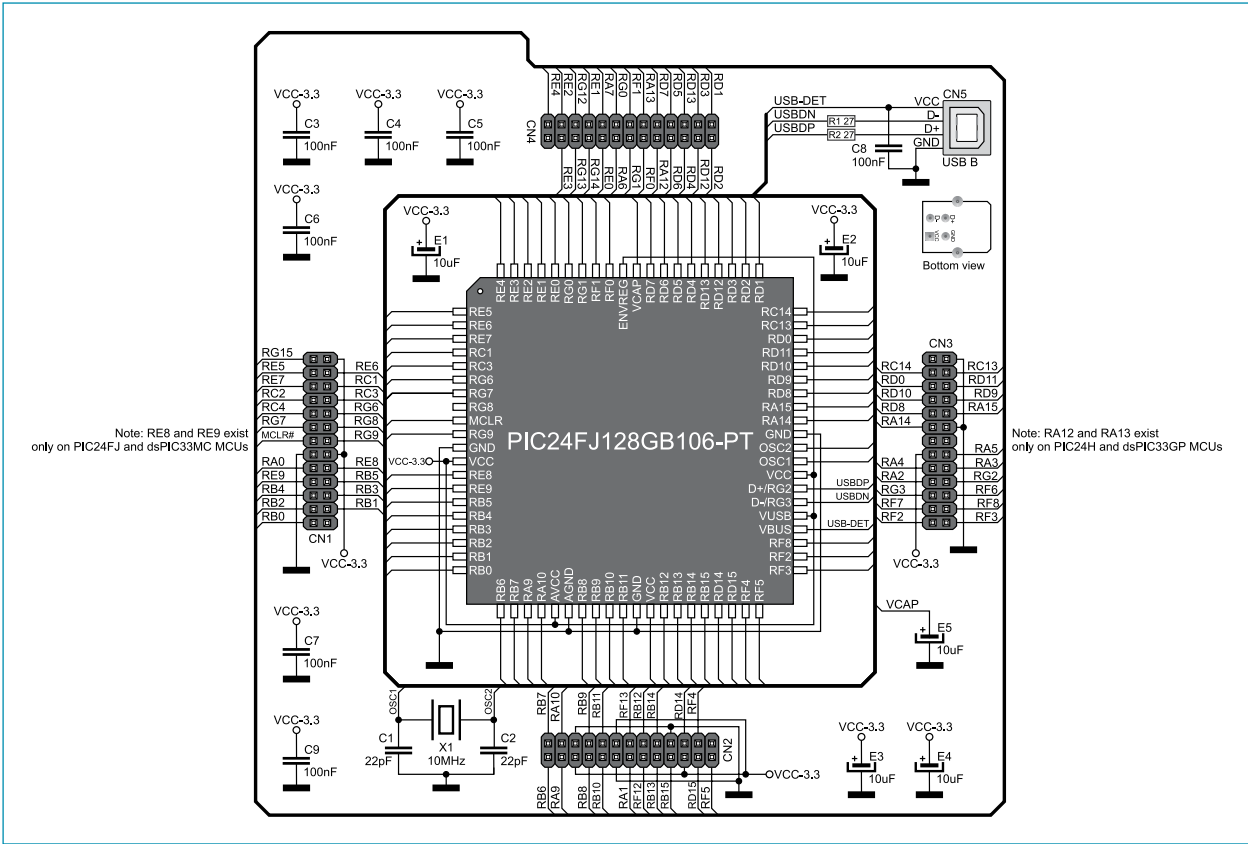 VCC-3.3
C3
100nF
VCC-3.3
C4
100nF
VCC-3.3
C5
100nF
VCC-3.3
C6
100nF
CN4
RE4
RE2
RG12
RE1
RA7
RG0
RF1
RA13
RD7
RD5
RD13
RD3
RD1
RE3
RG13
RG14
RE0
RA6
RG1
RF0
RA12
RD6
RD4
RD12
RD2
USB-DET
USBDN
USBDP
R1 27
R2 27
C8
100nF
CN5
VCC
D-
D+
GND
USB B
D-
D+
VCC
GND
Bottom view
VCC-3.3
E1
10uF
VCC-3.3
E2
10uF
RE4
RE3
RE2
RE1
RE0
RG0
RG1
RF1
RF0
ENVREG
VCAP
RD7
RD6
RD5
RD4
RD13
RD12
RD3
RD2
RD1
RE5
RE6
RE7
RC1
RC3
RG6
RG7
RG8
MCLR
RG9
GND
VCC
RE8
RE9
RB5
RB4
RB3
RB2
RB1
RB0
VCC-3.3
PIC24FJ128GB106-PT
RC14
RC13
RD0
RD11
RD10
RD9
RD8
RA15
RA14
GND
OSC2
OSC1
VCC
D+/RG2
D-/RG3
VUSB
VBUS
RF8
RF2
RF3
USBDP
USBDN
USB-DET
RB6
RB7
RA9
RA10
AVCC
AGND
RB8
RB9
RB10
RB11
GND
VCC
RB12
RB13
RB14
RB15
RD14
RD15
RF4
RF5
RG15
RE5
RE7
RC2
RC4
RG7
MCLR#
RA0
RE9
RB4
RB2
RB0
RE6
RC1
RC3
RG6
RG8
RG9
RE8
RB5
RB3
RB1
CN1
VCC-3.3
Note: RE8 and RE9 exist
only on PIC24FJ and dsPIC33MC MCUs
CN3
RC14
RD0
RD10
RD8
RA14
RA4
RA2
RG3
RF7
RF2
RC13
RD11
RD9
RA15
RA5
RA3
RG2
RF6
RF8
RF3
VCC-3.3
Note: RA12 and RA13 exist
only on PIC24H and dsPIC33GP MCUs
VCC-3.3
C7
100nF
VCC-3.3
C9
100nF
OSC1
OSC2
C1
22pF
X1
10MHz
C2
22pF
RB7
RA10
RB9
RB11
RF13
RB12
RB14
RD14
RF4
CN2
RB6
RA9
RB8
RB10
RA1
RF12
RB13
RB15
RD15
RF5
VCC-3.3
VCAP
E5
10uF
VCC-3.3
E3
10uF
VCC-3.3
E4
10uF